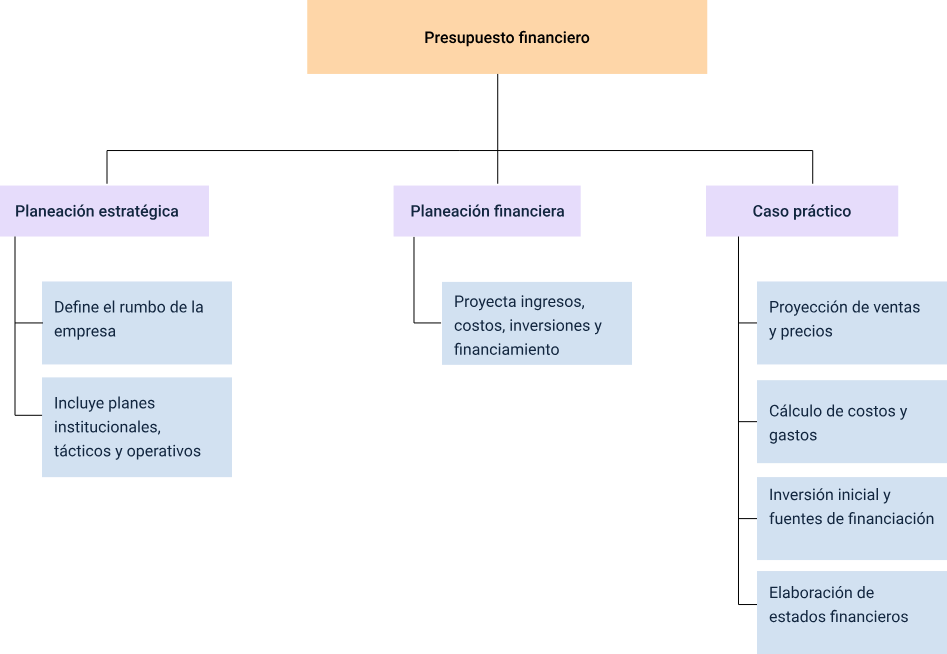 Presupuesto financiero
Planeación estratégica
Define el rumbo de la
empresa
Incluye planes
institucionales,
tácticos y operativos
Planeación financiera
Proyecta ingresos,
costos, inversiones y
financiamiento
Caso práctico
Proyección de ventas
y precios
Cálculo de costos y
gastos
Inversión inicial y
fuentes de financiación
Elaboración de
estados financieros